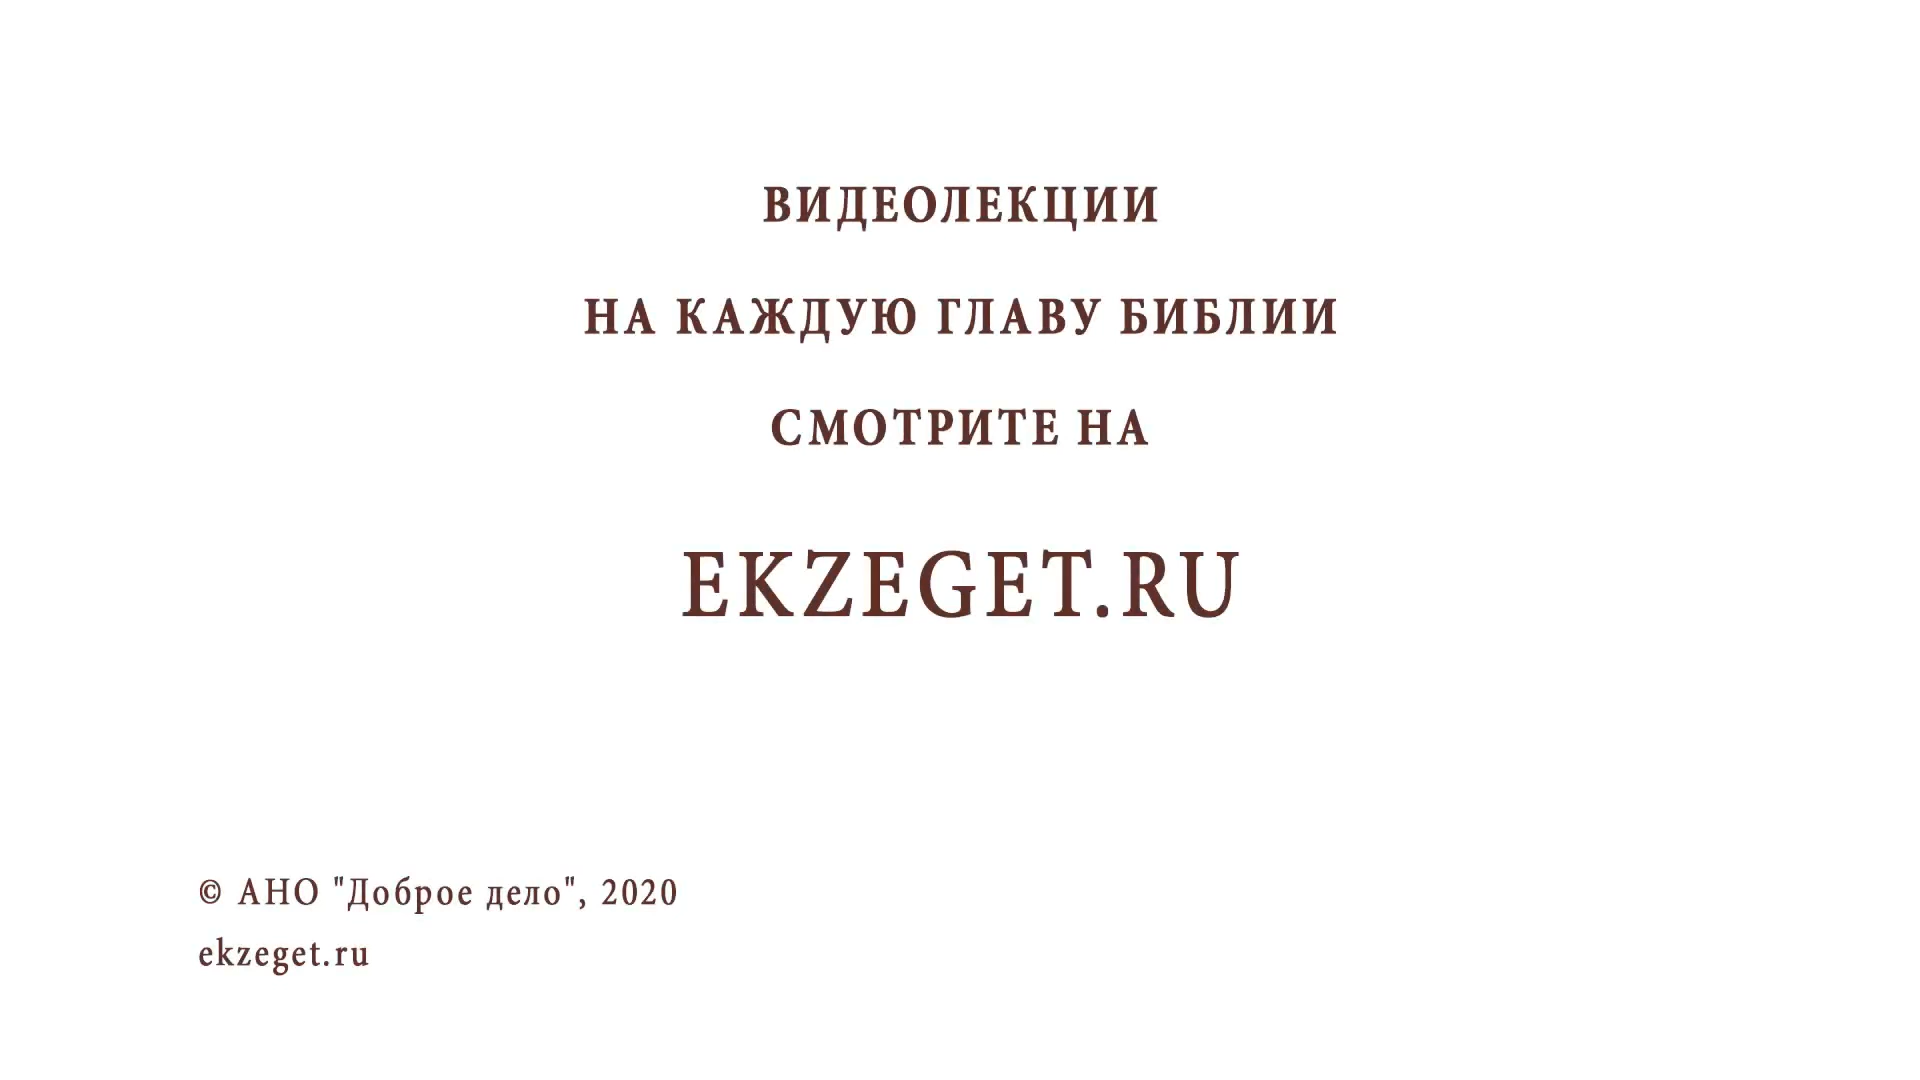 ВИДЕОЛЕКЦИИ
НА КАЖДУЮ ГЛАВУ БИБЛИИ
СМОТРИТЕ НА
EKZEGET.RU
© АНО "Доброе дело", 2020
ekzeget.ru